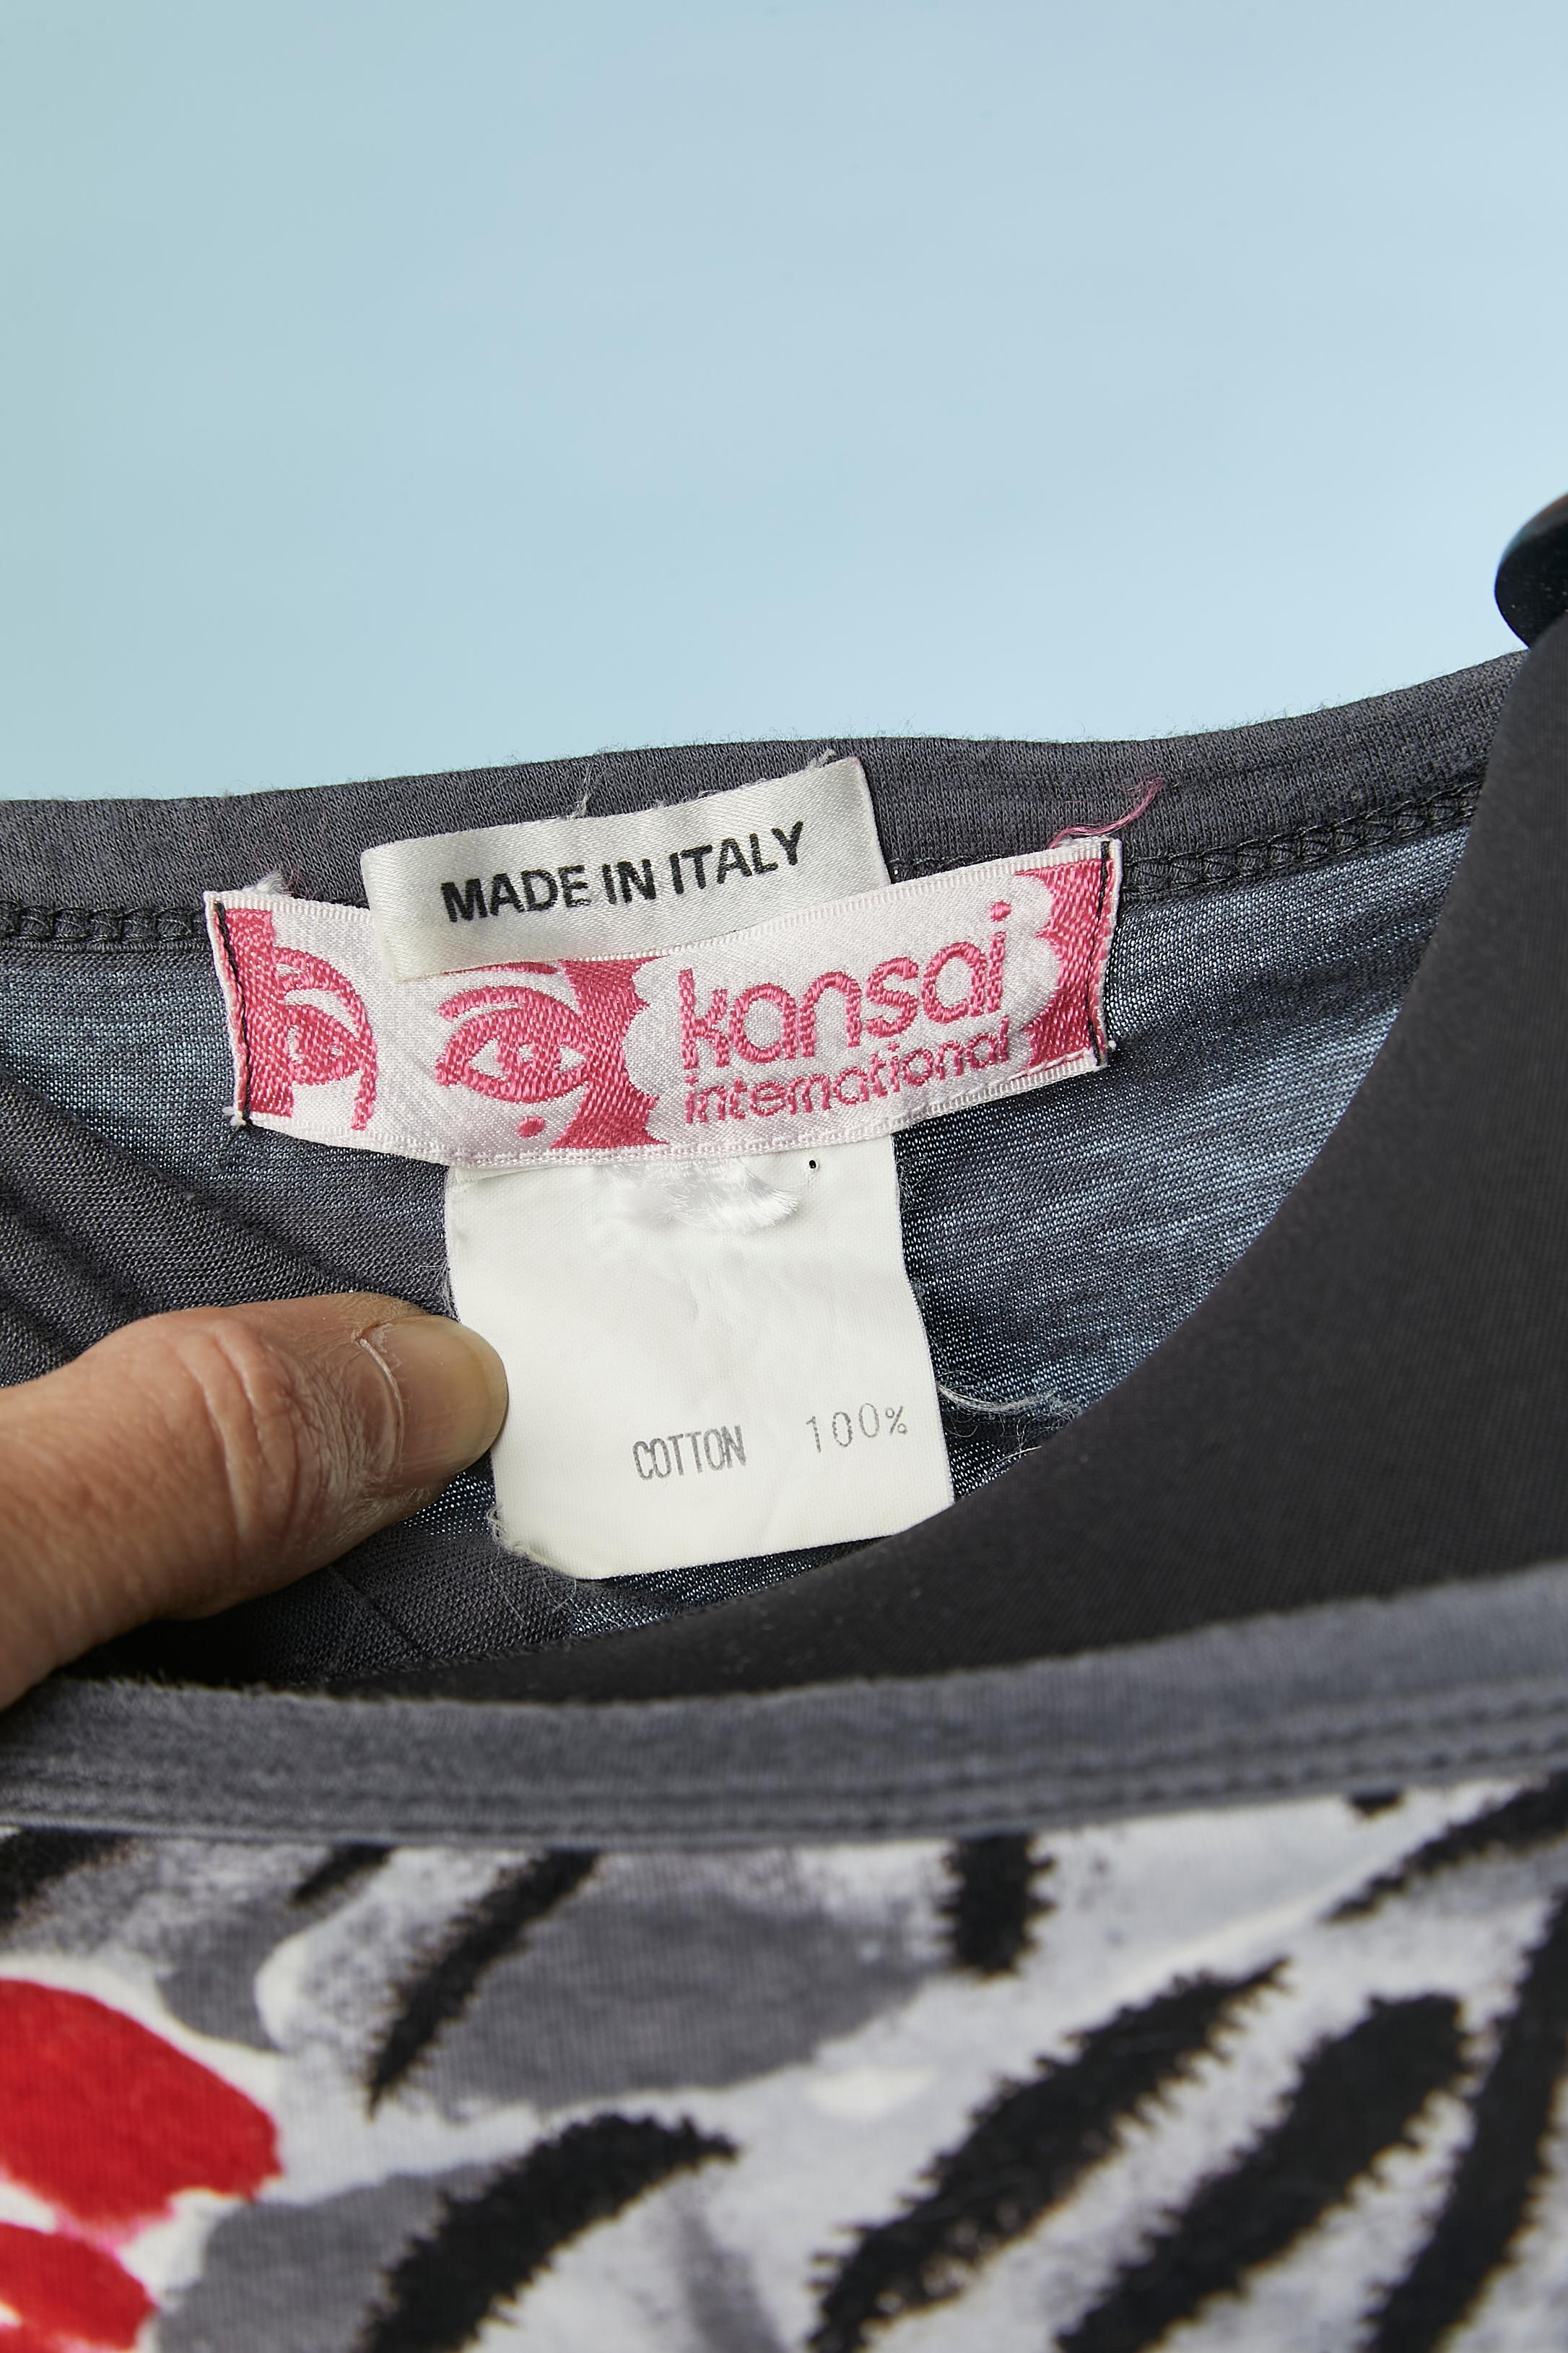 MADE IN ITALY
kansai
international
COTTON 100%